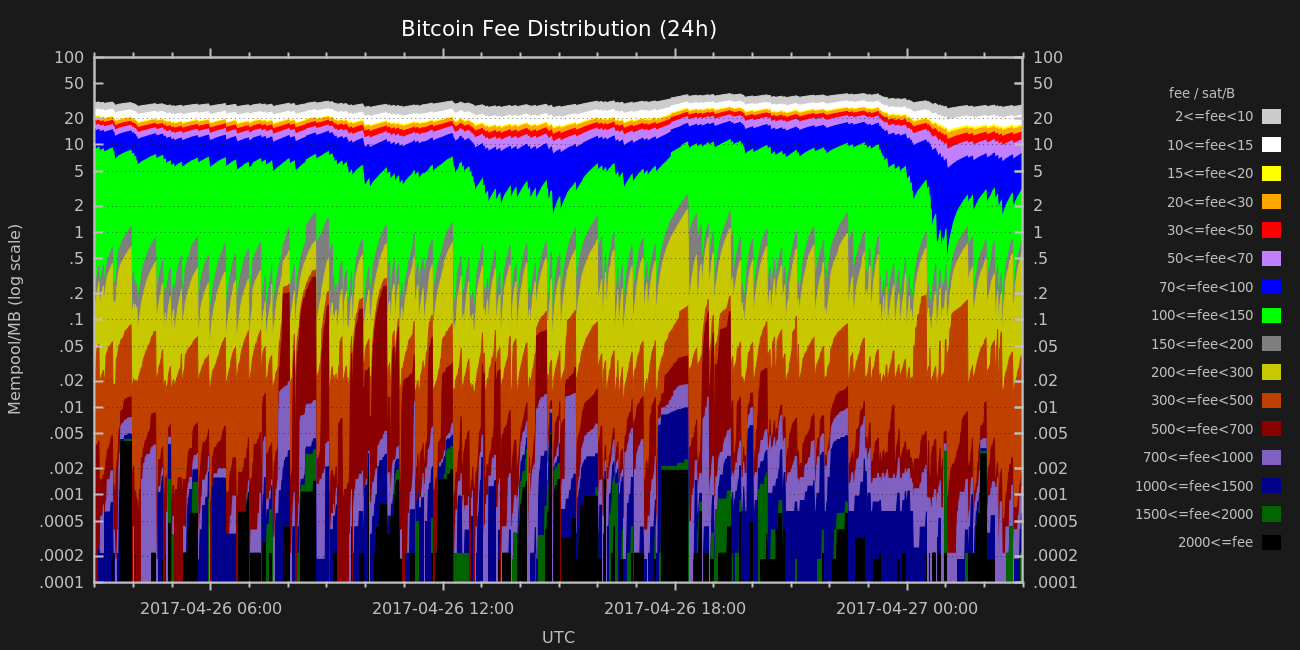 Bitcoin Fee Distribution (24h)
Mempool/MB (log scale)
100
50
20
10
5
2
1
.5
.2
.1
.05
.02
.01
.005
.002
.001
.0005
.0002
.0001
100
50
20
10
5
2
1
.5
.2
.1
.05
.02
.01
.005
.002
.001
.0005
.0002
.0001
2017-04-26 06:00
2017-04-26 12:00
2017-04-26 18:00
2017-04-27 00:00
UTC
fee / sat/B
2<=fee<10
10<=fee<15
15<=fee<20
20<=fee<30
30<=fee<50
50<=fee<70
70<=fee<100
100<=fee<150
150<=fee<200
200<=fee<300
300<=fee<500
500<=fee<700
700<=fee<1000
1000<=fee<1500
1500<=fee<2000
2000<=fee